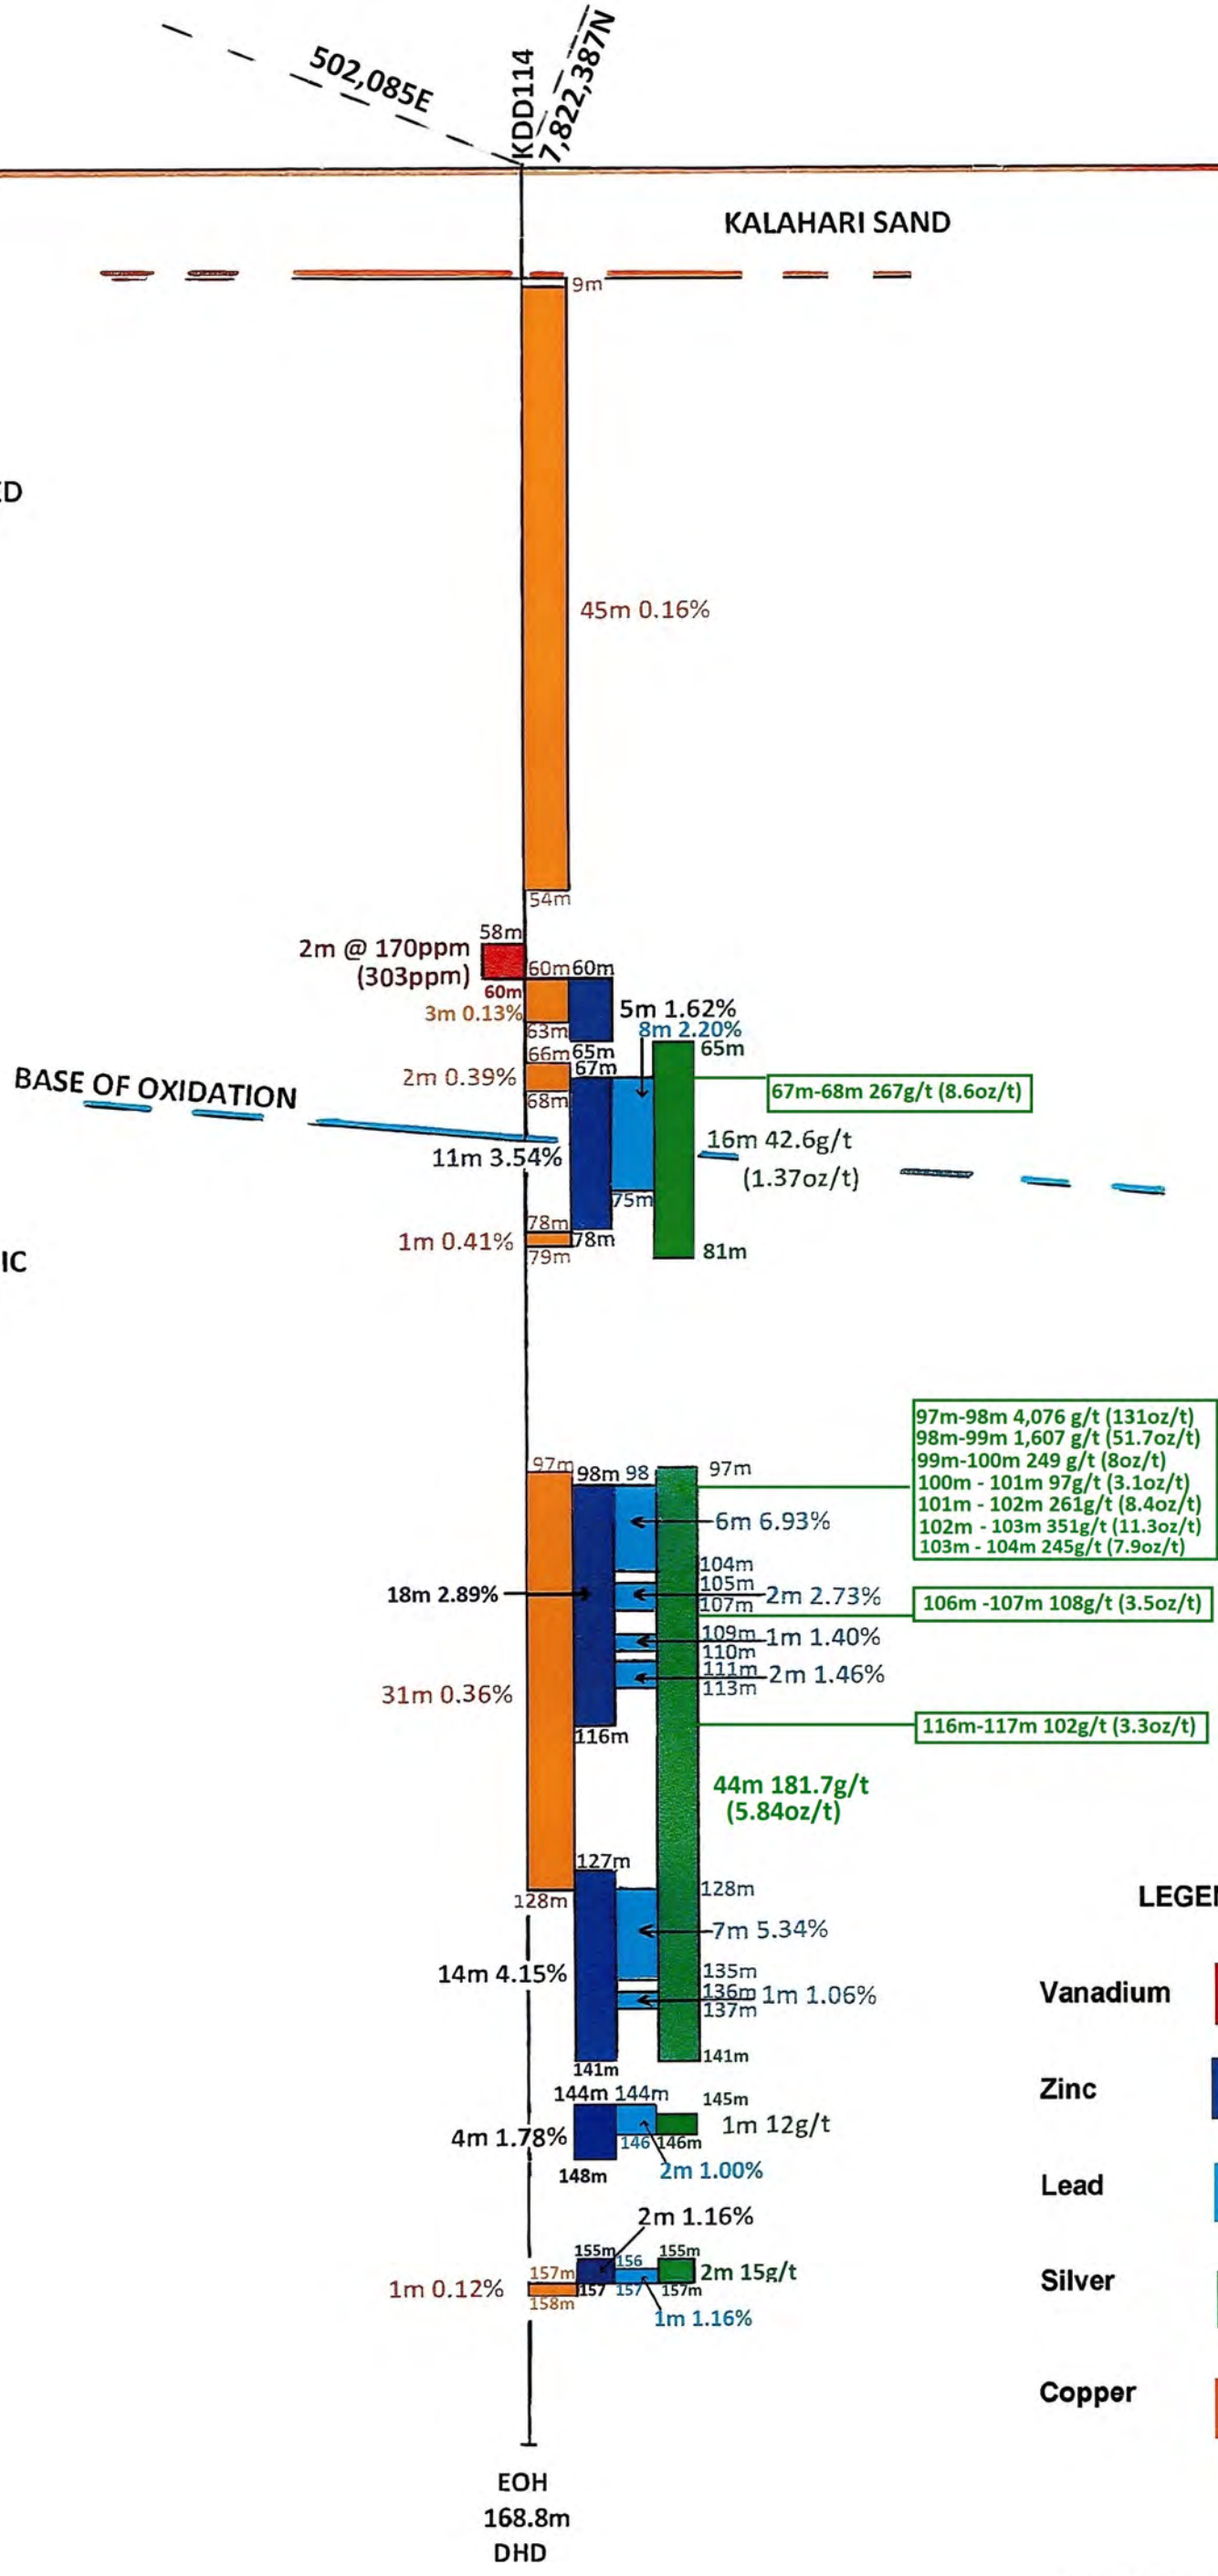 502,085E
KDD114
7,822,387N
KALAHARI SAND
9m
ED
45m 0.16%
54m
58m
2m @ 170ppm
(303ppm)
60m
60m
60m
3m 0.13%
63m
5m 1.62%
8m 2.20%
65m
66m
65m
67m
2m 0.39%
68m
67m-68m 267g/t (8.6oz/t)
BASE OF OXIDATION
16m 42.6g/t
(1.37oz/t)
11m 3.54%
75m
78m
78m
1m 0.41%
79m
81m
IC
97m-98m 4,076 g/t (131oz/t)
98m-99m 1,607 g/t (51.7oz/t)
99m-100m 249 g/t (8oz/t)
100m - 101m 97g/t (3.1oz/t)
101m - 102m 261g/t (8.4oz/t)
102m - 103m 351g/t (11.3oz/t)
103m - 104m 245g/t (7.9oz/t)
97m
98m
98
97m
6m 6.93%
104m
105m
18m 2.89%
2m 2.73%
107m
106m -107m 108g/t (3.5oz/t)
109m
1m 1.40%
110m
111m
2m 1.46%
113m
31m 0.36%
116m
116m-117m 102g/t (3.3oz/t)
44m 181.7g/t
(5.84oz/t)
127m
128m
128m
LEGE
7m 5.34%
14m 4.15%
135m
136m
1m 1.06%
137m
Vanadium
141m
141m
144m
144m
145m
Zinc
1m 12g/t
4m 1.78%
146
146m
148m
2m 1.00%
Lead
2m 1.16%
155m
156
155m
157m
2m 15g/t
1m 0.12%
157
157
157m
158m
1m 1.16%
Silver
Copper
EOH
168.8m
DHD